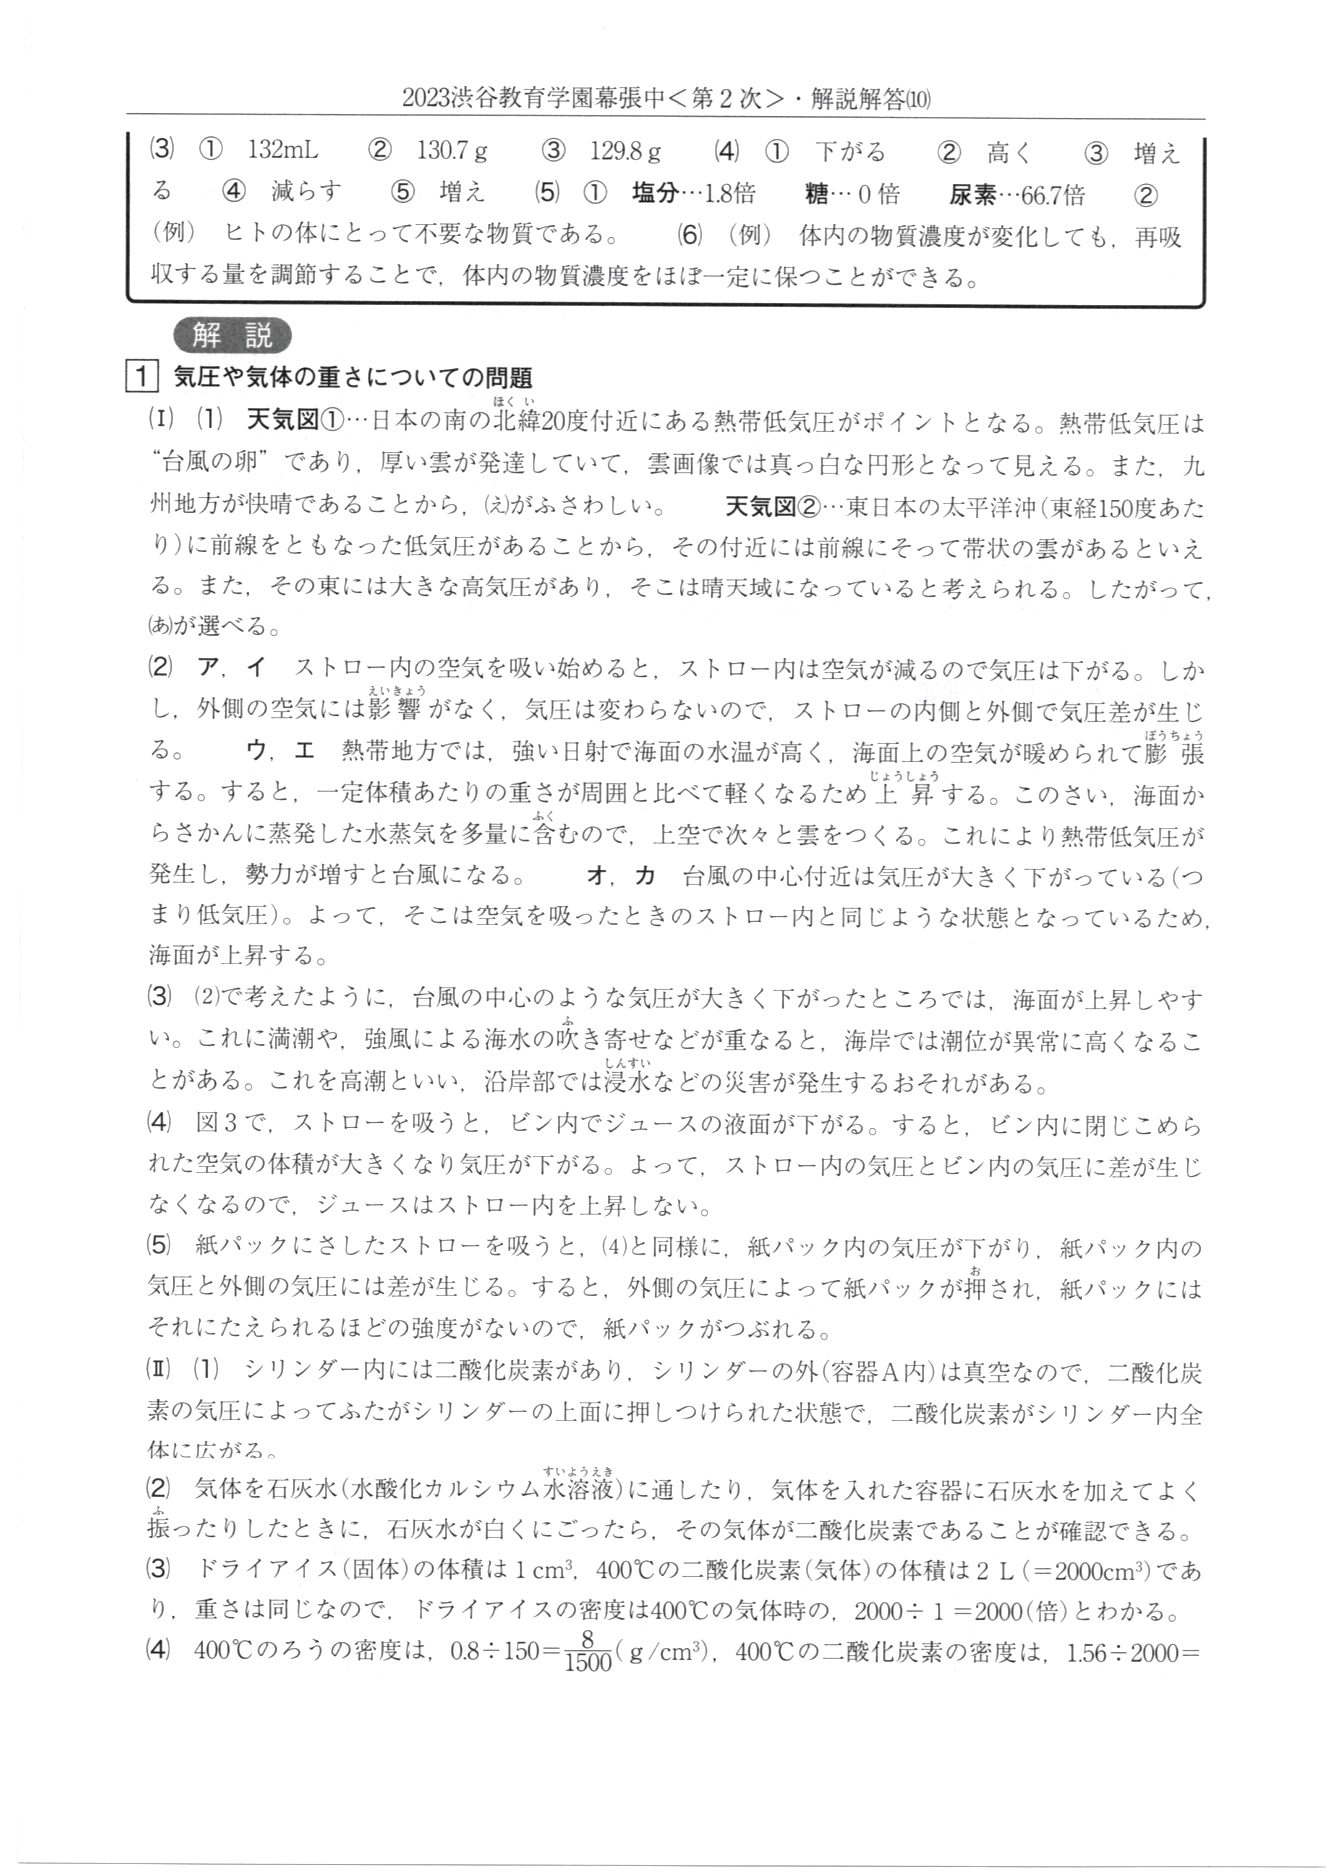 2023渋谷教育学園幕張中＜第２次＞・解説解答⑽
⑶　①　132mL　　②　130.7ｇ　　③　129.8ｇ　　⑷　①　下がる　　②　高く　　③　増え
る　　④　減らす　　⑤　増え　　⑸　①　塩分…1.8倍　　糖…０倍　　尿素…66.7倍　　②
（例）　ヒトの体にとって不要な物質である。　　⑹　（例）　体内の物質濃度が変化しても，再吸
収する量を調節することで，体内の物質濃度をほぼ一定に保つことができる。
解　説
1　気圧や気体の重さについての問題
ほく い
(Ⅰ)　⑴　天気図①…日本の南の北緯20度付近にある熱帯低気圧がポイントとなる。熱帯低気圧は
“台風の卵”であり，厚い雲が発達していて，雲画像では真っ白な円形となって見える。また，九
州地方が快晴であることから，(え)がふさわしい。　　天気図②…東日本の太平洋沖(東経150度あた
り)に前線をともなった低気圧があることから，その付近には前線にそって帯状の雲があるといえ
る。また，その東には大きな高気圧があり，そこは晴天域になっていると考えられる。したがって，
(あ)が選べる。
⑵　ア，イ　ストロー内の空気を吸い始めると，ストロー内は空気が減るので気圧は下がる。しか
えいきょう
し，外側の空気には影響がなく，気圧は変わらないので，ストローの内側と外側で気圧差が生じ
ぼうちょう
る。　　ウ，エ　熱帯地方では，強い日射で海面の水温が高く，海面上の空気が暖められて膨張
じょうしょう
する。すると，一定体積あたりの重さが周囲と比べて軽くなるため上昇する。このさい，海面か
ふく
らさかんに蒸発した水蒸気を多量に含むので，上空で次々と雲をつくる。これにより熱帯低気圧が
発生し，勢力が増すと台風になる。　　オ，カ　台風の中心付近は気圧が大きく下がっている(つ
まり低気圧)。よって，そこは空気を吸ったときのストロー内と同じような状態となっているため，
海面が上昇する。
⑶　⑵で考えたように，台風の中心のような気圧が大きく下がったところでは，海面が上昇しやす
ふ
い。これに満潮や，強風による海水の吹き寄せなどが重なると，海岸では潮位が異常に高くなるこ
しんすい
とがある。これを高潮といい，沿岸部では浸水などの災害が発生するおそれがある。
⑷　図３で，ストローを吸うと，ビン内でジュースの液面が下がる。すると，ビン内に閉じこめら
れた空気の体積が大きくなり気圧が下がる。よって，ストロー内の気圧とビン内の気圧に差が生じ
なくなるので，ジュースはストロー内を上昇しない。
⑸　紙パックにさしたストローを吸うと，⑷と同様に，紙パック内の気圧が下がり，紙パック内の
お
気圧と外側の気圧には差が生じる。すると，外側の気圧によって紙パックが押され，紙パックには
それにたえられるほどの強度がないので，紙パックがつぶれる。
(Ⅱ)　⑴　シリンダー内には二酸化炭素があり，シリンダーの外(容器Ａ内)は真空なので，二酸化炭
素の気圧によってふたがシリンダーの上面に押しつけられた状態で，二酸化炭素がシリンダー内全
体に広がる。
すいようえき
⑵　気体を石灰水(水酸化カルシウム水溶液)に通したり，気体を入れた容器に石灰水を加えてよく
ふ
振ったりしたときに，石灰水が白くにごったら，その気体が二酸化炭素であることが確認できる。
⑶　ドライアイス(固体)の体積は１cm³，400℃の二酸化炭素(気体)の体積は２Ｌ(＝2000cm³)であ
り，重さは同じなので，ドライアイスの密度は400℃の気体時の，2000÷１＝2000(倍)とわかる。
⑷　400℃のろうの密度は，0.8÷150＝8/1500(ｇ/cm³)，400℃の二酸化炭素の密度は，1.56÷2000＝